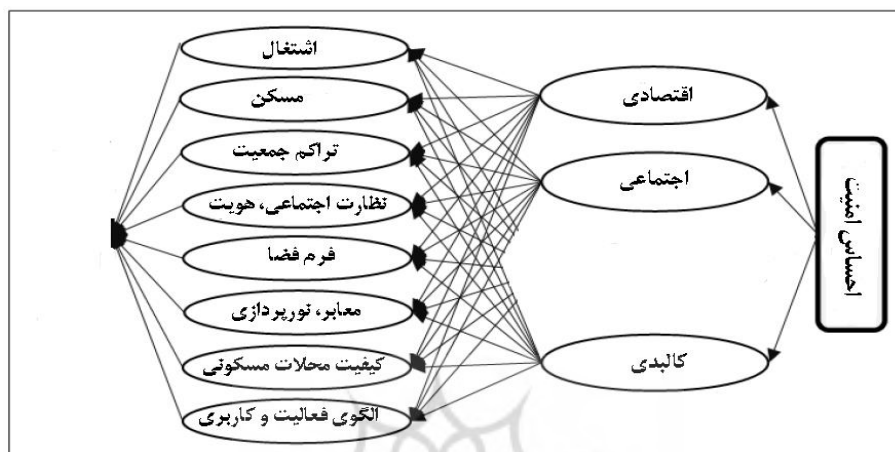 احساس امنیت
اقتصادی
اجتماعی
کالبدی
اشتغال
مسکن
تراکم جمعیت
نظارت اجتماعی، هویت
فرم فضا
معابر، نورپردازی
کیفیت محلات مسکونی
الگوی فعالیت و کاربری